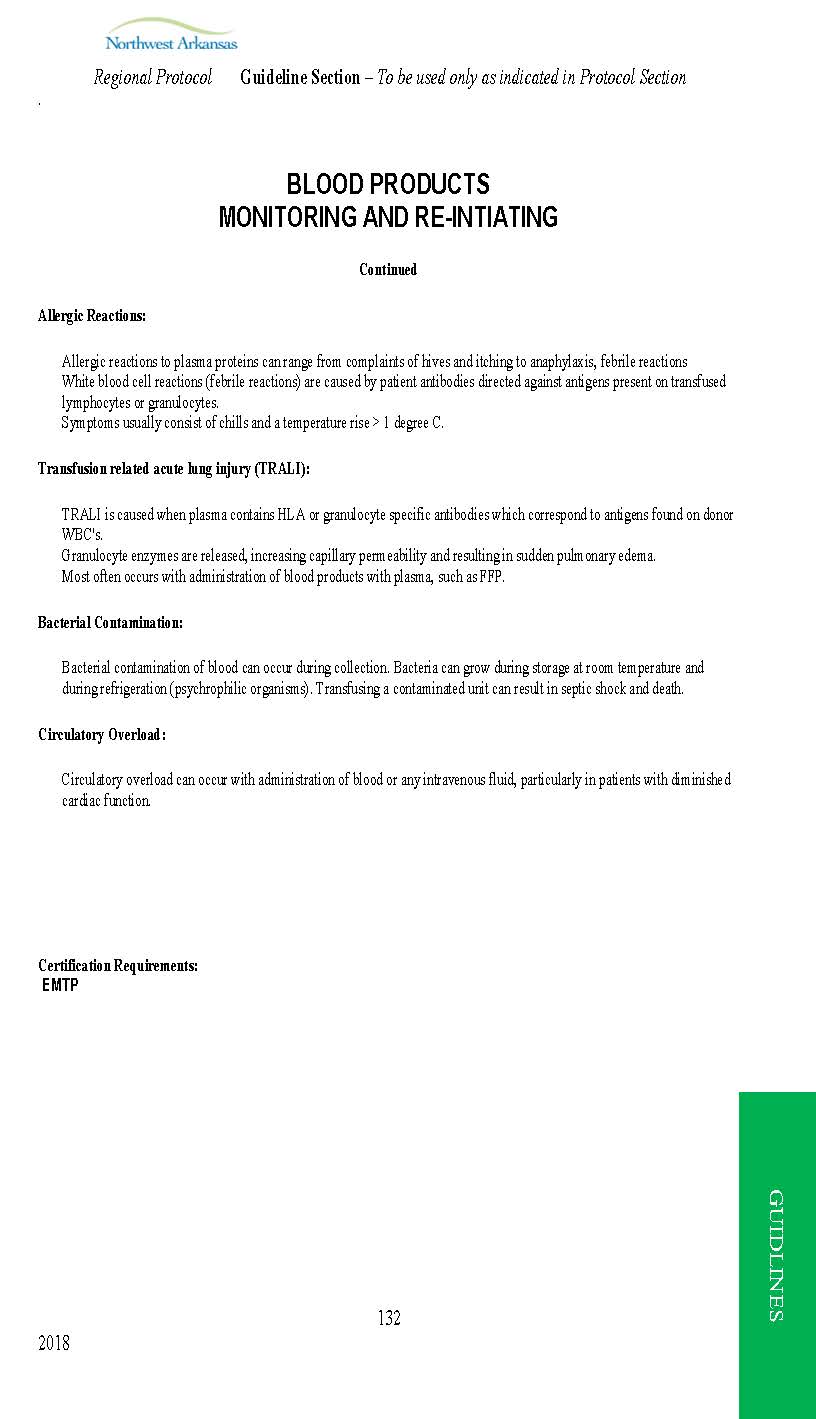 Northwest Arkansas
Regional Protocol Guideline Section – To be used only as indicated in Protocol Section
.
BLOOD PRODUCTS
MONITORING AND RE-INTIATING
Continued
Allergic Reactions:
Allergic reactions to plasma proteins can range from complaints of hives and itching to anaphylaxis, febrile reactions
White blood cell reactions (febrile reactions) are caused by patient antibodies directed against antigens present on transfused
lymphocytes or granulocytes.
Symptoms usually consist of chills and a temperature rise > 1 degree C.
Transfusion related acute lung injury (TRALI):
TRALI is caused when plasma contains HLA or granulocyte specific antibodies which correspond to antigens found on donor
WBC's.
Granulocyte enzymes are released, increasing capillary permeability and resulting in sudden pulmonary edema.
Most often occurs with administration of blood products with plasma, such as FFP.
Bacterial Contamination:
Bacterial contamination of blood can occur during collection. Bacteria can grow during storage at room temperature and
during refrigeration (psychrophilic organisms). Transfusing a contaminated unit can result in septic shock and death.
Circulatory Overload:
Circulatory overload can occur with administration of blood or any intravenous fluid, particularly in patients with diminished
cardiac function.
Certification Requirements:
EMTP
GUIDLINES
132
2018